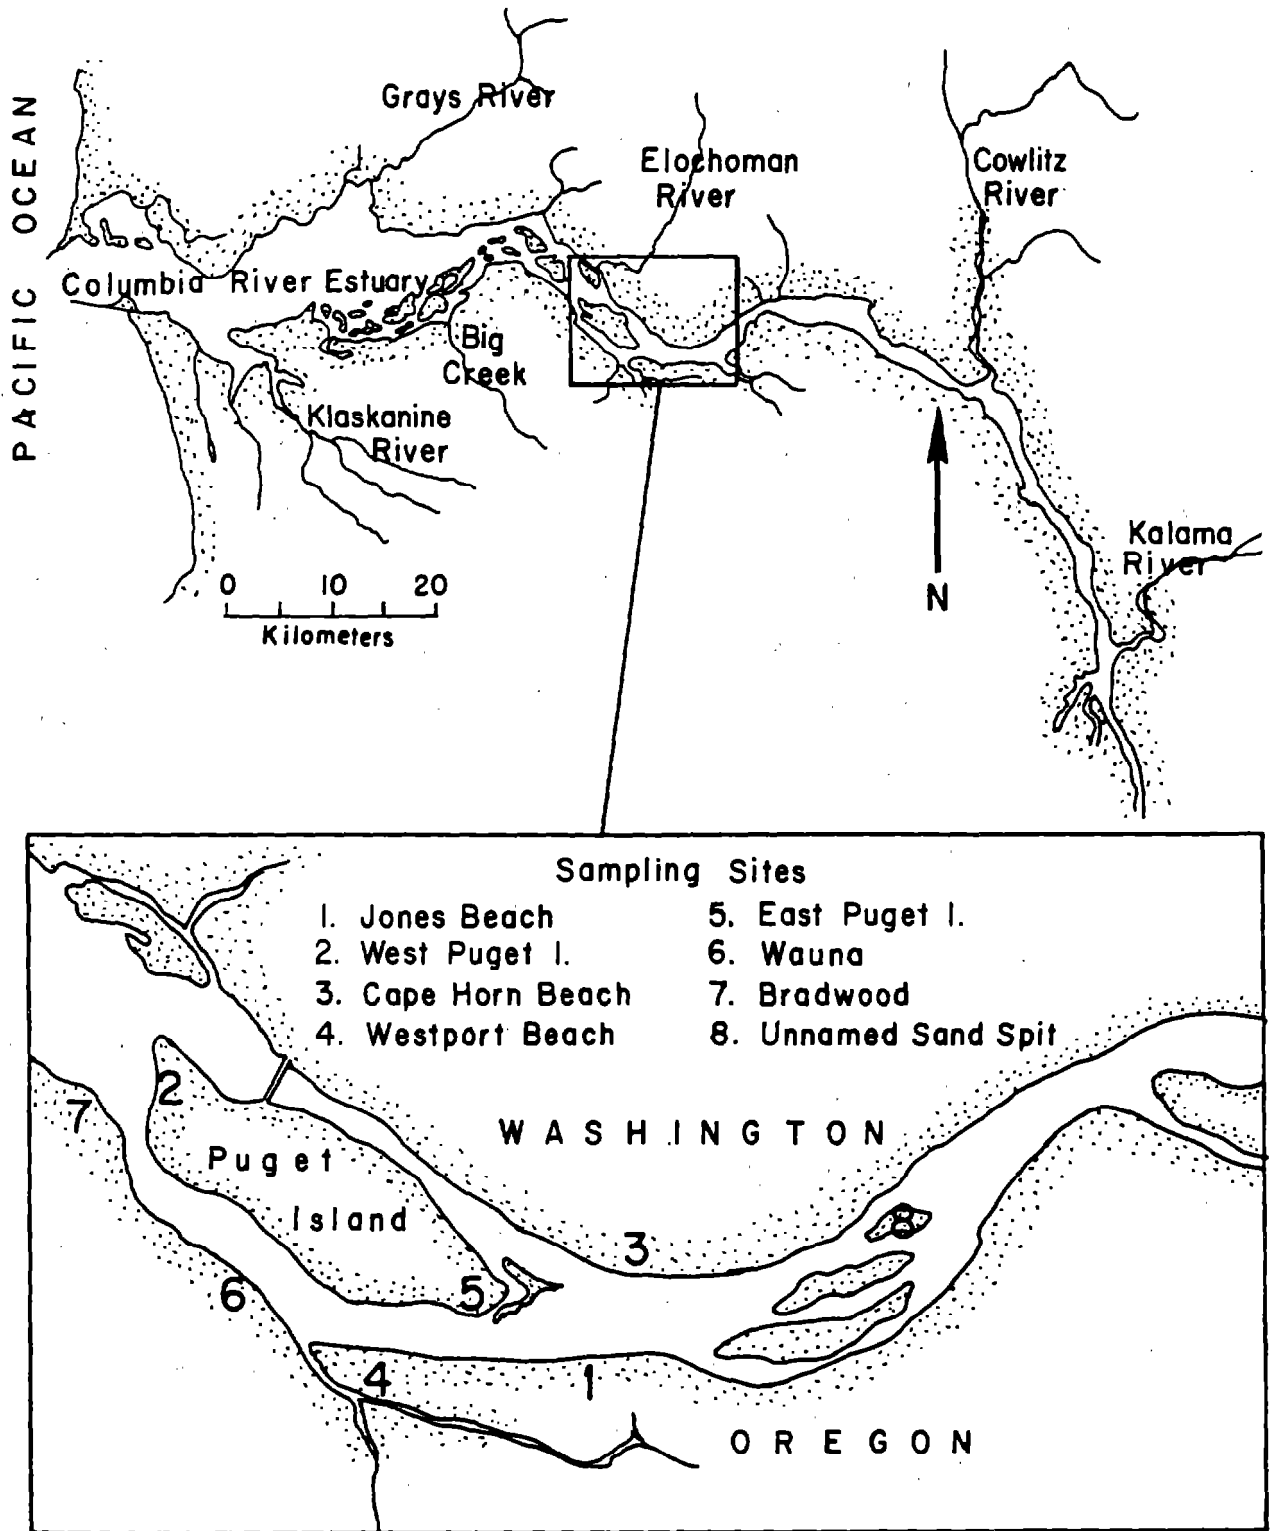 Grays River
PACIFIC OCEAN
Elochoman
River
Cowlitz
River
Columbia River Estuary
Big
Creek
Klaskanine
River
Kalama
River
0 10 20
Kilometers
N
Sampling Sites
1. Jones Beach
2. West Puget I.
3. Cape Horn Beach
4. Westport Beach
5. East Puget I.
6. Wauna
7. Bradwood
8. Unnamed Sand Spit
2
7
WASHINGTON
Puget
Island
8
3
6
5
4
1
OREGON